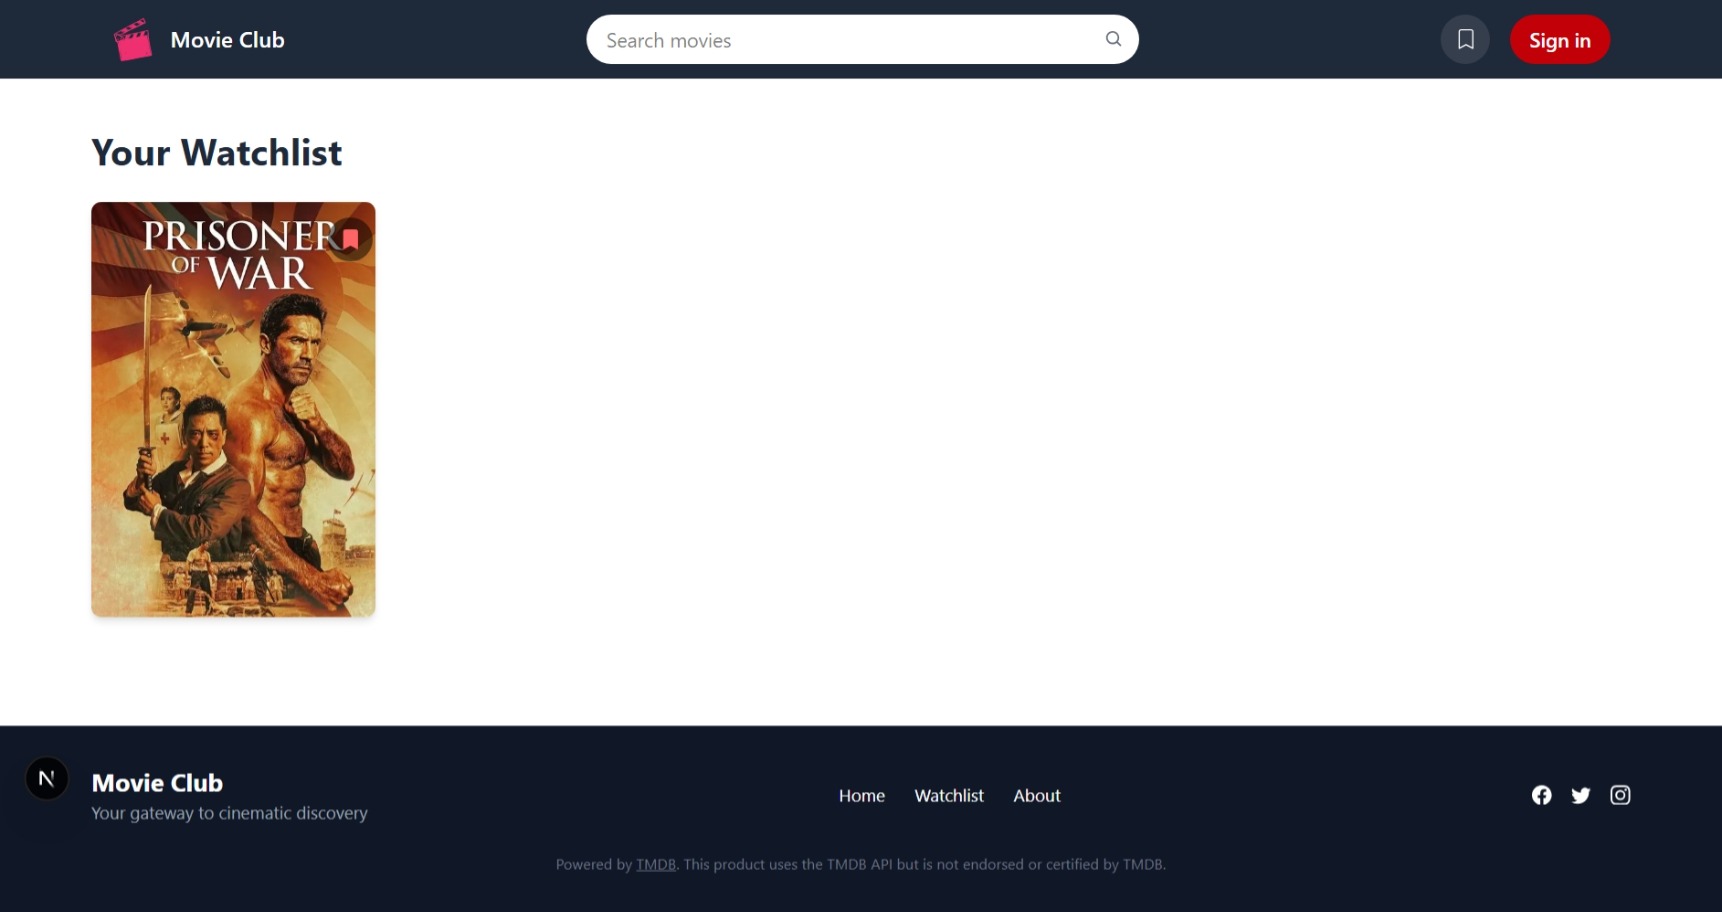 Movie Club
Search movies
Sign in
Your Watchlist
PRISONER
OF WAR
N
Movie Club
Your gateway to cinematic discovery
Home
Watchlist
About
Powered by TMDB. This product uses the TMDB API but is not endorsed or certified by TMDB.